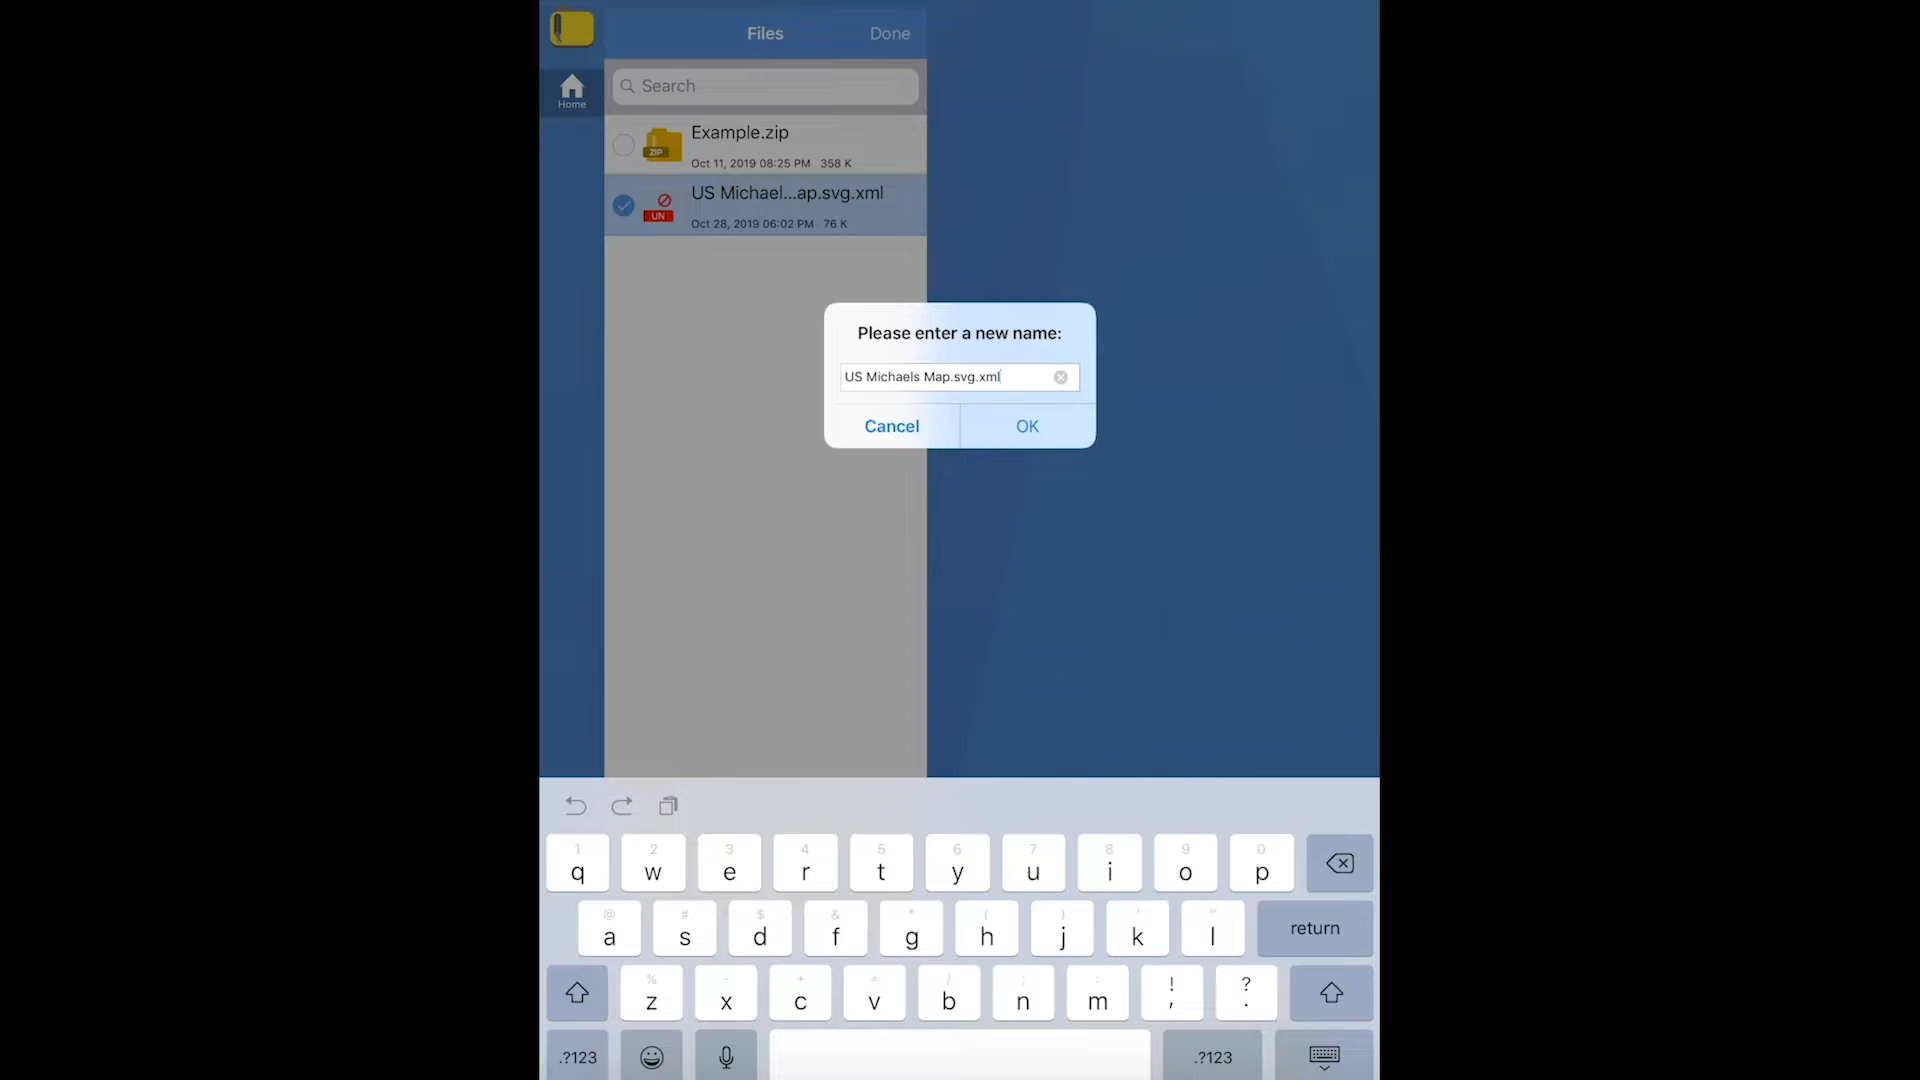 Files
Done
Home
Search
Example.zip
ZIP
Oct 11, 2019 08:25 PM 358 K
US Michael...ap.svg.xml
UN
Oct 28, 2019 06:02 PM 76 K
Please enter a new name:
US Michaels Map.svg.xml
Cancel
OK
1 2 3 4 5 6 7 8 9 0
q w e r t y u i o p
@ # $ & * ( ) ' "
a s d f g h j k l return
% - + = / ; : ! ?
z x c v b n m , .
.?123 .?123